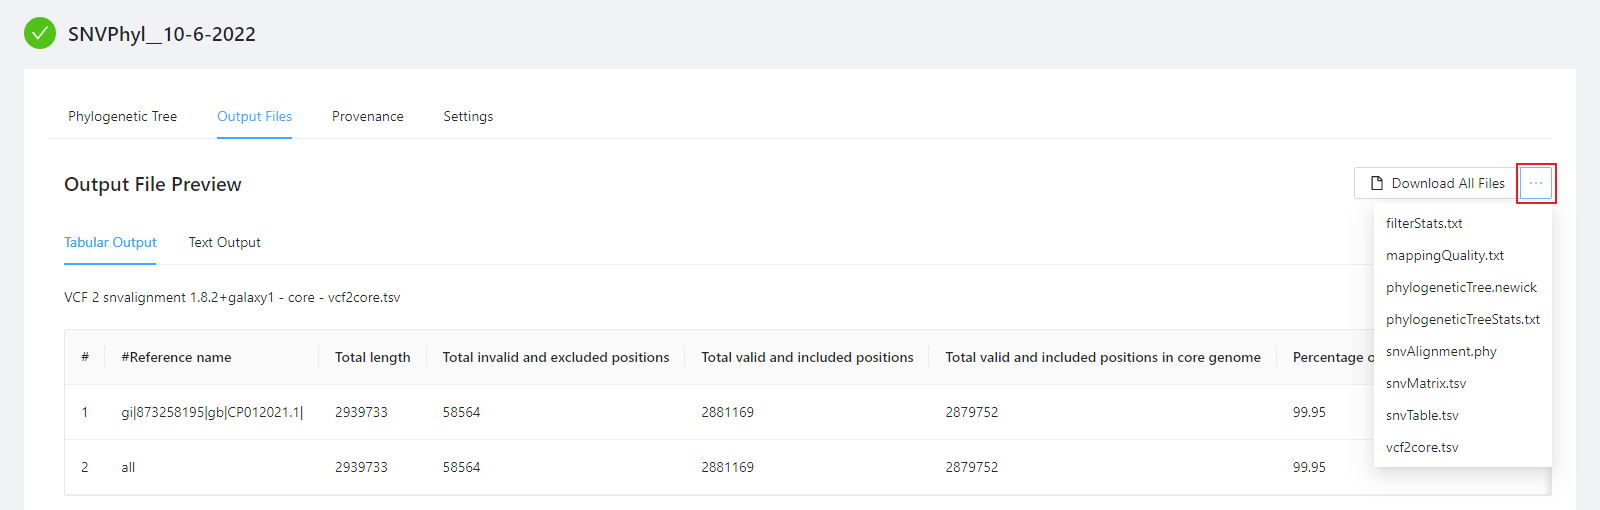 SNVPhyl__10-6-2022
Phylogenetic Tree Output Files Provenance Settings
Output File Preview
Download All Files ···
Tabular Output Text Output
filterStats.txt
mappingQuality.txt
phylogeneticTree.newick
phylogeneticTreeStats.txt
snvAlignment.phy
snvMatrix.tsv
snvTable.tsv
vcf2core.tsv
VCF 2 snvalignment 1.8.2+galaxy1 - core - vcf2core.tsv
# #Reference name Total length Total invalid and excluded positions Total valid and included positions Total valid and included positions in core genome Percentage o
1 gi|873258195|gb|CP012021.1| 2939733 58564 2881169 2879752 99.95
2 all 2939733 58564 2881169 2879752 99.95